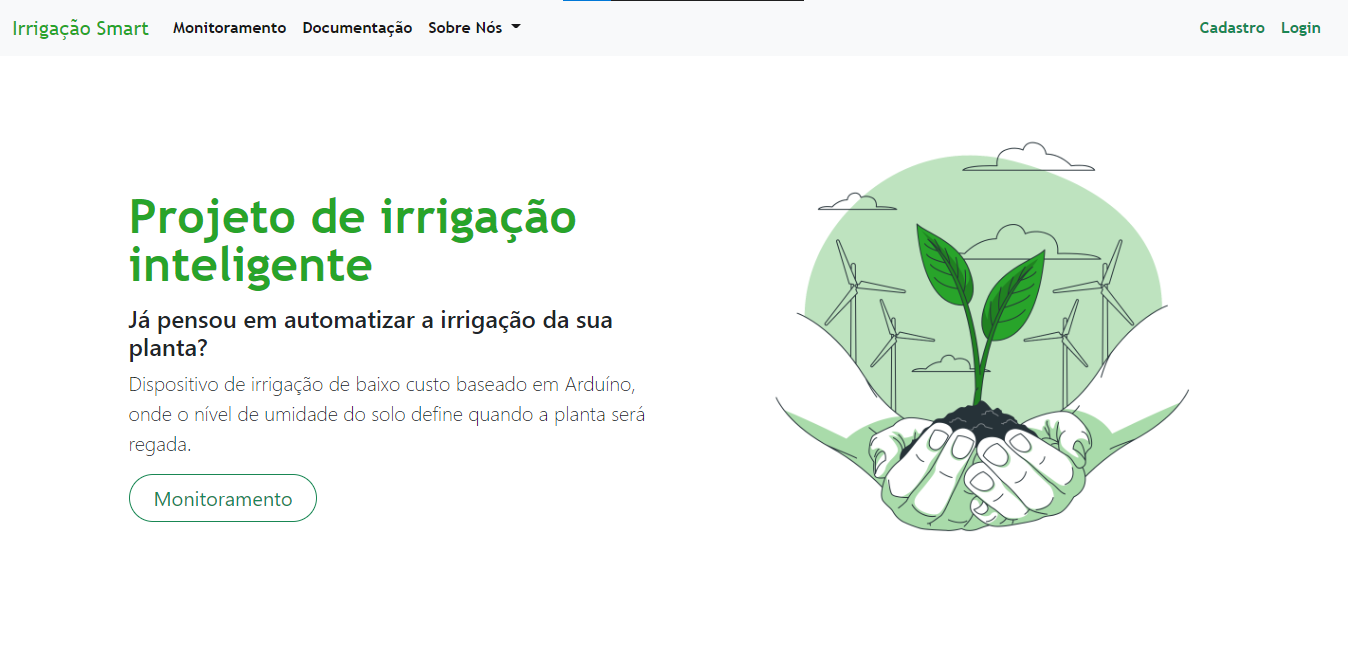 Irrigação Smart Monitoramento Documentação Sobre Nós Cadastro Login
Projeto de irrigação
inteligente
Já pensou em automatizar a irrigação da sua
planta?
Dispositivo de irrigação de baixo custo baseado em Arduíno,
onde o nível de umidade do solo define quando a planta será
regada.
Monitoramento